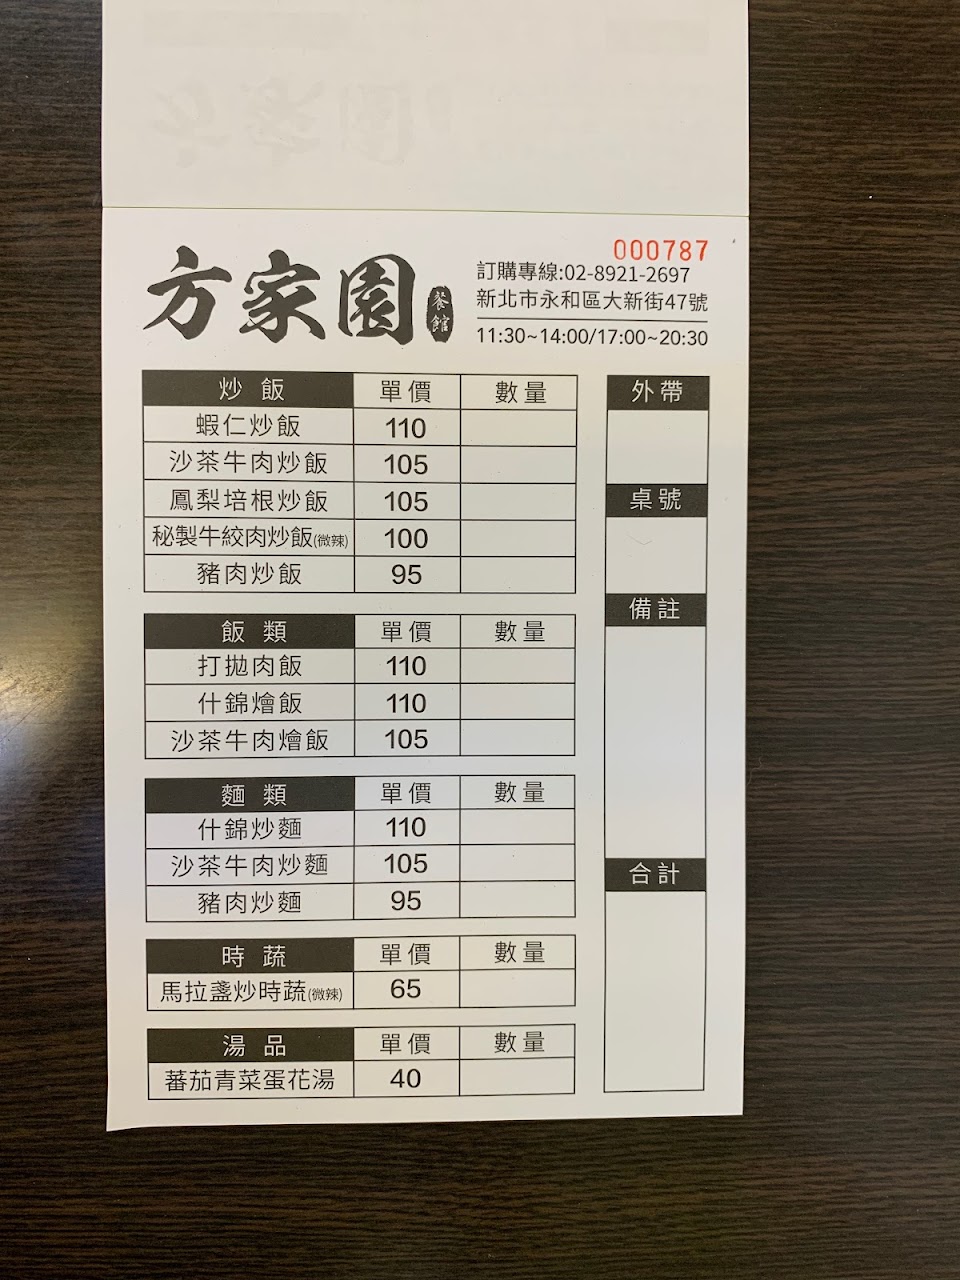 000787
方家園 餐館
訂購專線:02-8921-2697
新北市永和區大新街47號
11:30~14:00/17:00~20:30
炒飯 單價 數量
蝦仁炒飯 110
沙茶牛肉炒飯 105
鳳梨培根炒飯 105
秘製牛絞肉炒飯(微辣) 100
豬肉炒飯 95
飯類 單價 數量
打拋肉飯 110
什錦燴飯 110
沙茶牛肉燴飯 105
麵類 單價 數量
什錦炒麵 110
沙茶牛肉炒麵 105
豬肉炒麵 95
時蔬 單價 數量
馬拉盞炒時蔬(微辣) 65
湯品 單價 數量
蕃茄青菜蛋花湯 40
外帶
桌號
備註
合計